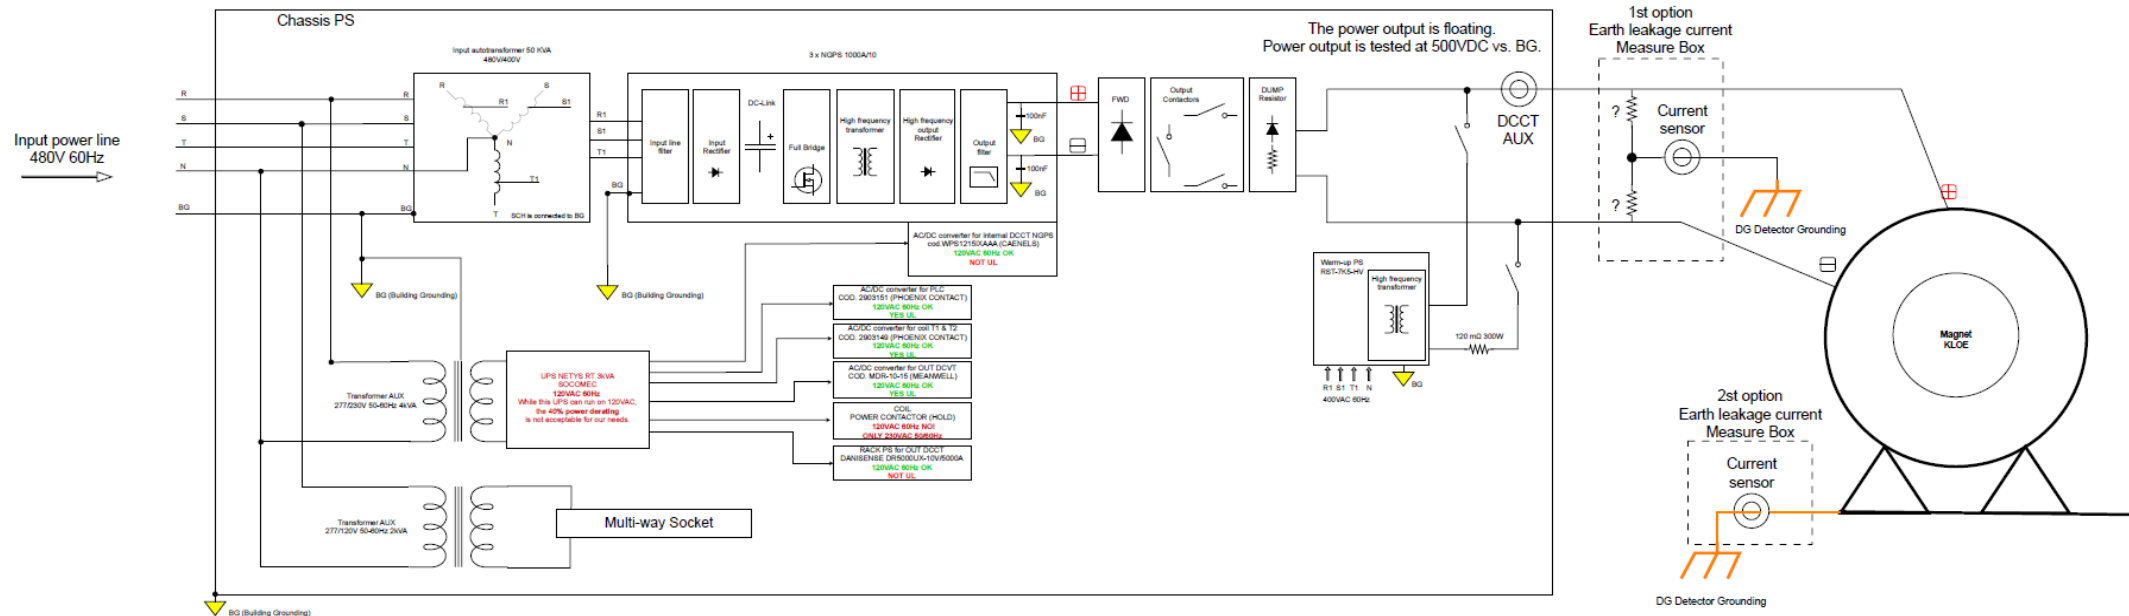 Chassis PS
Input power line
480V 60Hz
R
S
T
N
BG
R
S
T
N
BG
Input autotransformer 50 KVA
480V/400V
R
S
R1
S1
N
T1
T
SCH is connected to BG
R1
S1
T1
BG
3 x NGPS 1000A/10
Input line
filter
Input
Rectifier
DC-Link
+
Full Bridge
High frequency
transformer
High frequency
output
Rectifier
Output
filter
100nF
BG
100nF
BG
FWD
Output
Contactors
DUMP
Resistor
The power output is floating.
Power output is tested at 500VDC vs. BG.
DCCT
AUX
1st option
Earth leakage current
Measure Box
?
?
Current
sensor
DG Detector Grounding
Magnet
KLOE
2st option
Earth leakage current
Measure Box
Current
sensor
DG Detector Grounding
BG (Building Grounding)
BG (Building Grounding)
AC/DC converter for internal DCCT NGPS
cod.WPS1215IXAAA (CAENELS)
120VAC 60Hz OK
NOT UL
AC/DC converter for PLC
COD. 2903151 (PHOENIX CONTACT)
120VAC 60Hz OK
YES UL
AC/DC converter for coil T1 & T2
COD. 2903149 (PHOENIX CONTACT)
120VAC 60Hz OK
YES UL
AC/DC converter for OUT DCVT
COD. MDR-10-15 (MEANWELL)
120VAC 60Hz OK
YES UL
COIL
POWER CONTACTOR (HOLD)
120VAC 60Hz NO!
ONLY 230VAC 50/60Hz
RACK PS for OUT DCCT
DANISENSE DR5000UX-10V/5000A
120VAC 60Hz OK
NOT UL
UPS NETYS RT 3kVA
SOCOMEC
120VAC 60Hz
While this UPS can run on 120VAC,
the 40% power derating
is not acceptable for our needs.
Transformer AUX
277/230V 50-60Hz 4kVA
Transformer AUX
277/120V 50-60Hz 2kVA
Multi-way Socket
Warm-up PS
RST-7K5-HV
High frequency
transformer
120 mΩ 300W
R1 S1 T1 N
400VAC 60Hz
BG
BG (Building Grounding)